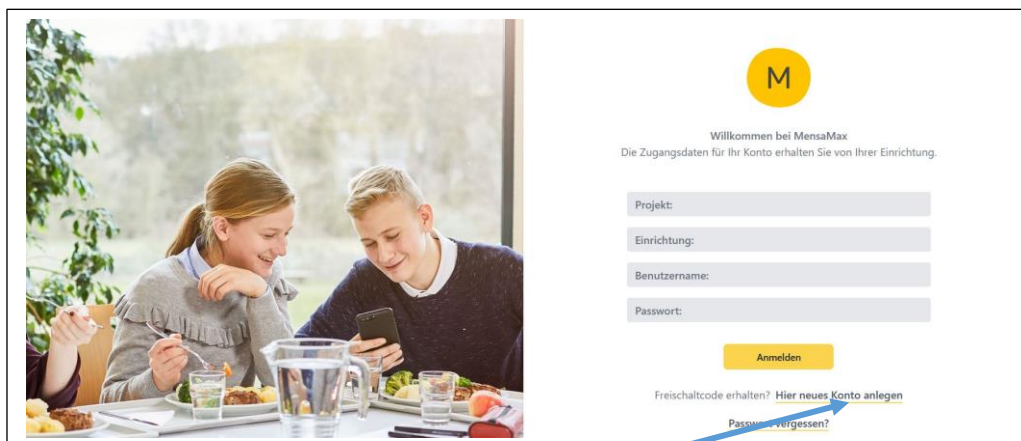 M
Willkommen bei MensaMax
Die Zugangsdaten für Ihr Konto erhalten Sie von Ihrer Einrichtung.
Projekt:
Einrichtung:
Benutzername:
Passwort:
Anmelden
Freischaltcode erhalten? Hier neues Konto anlegen
Passwort vergessen?